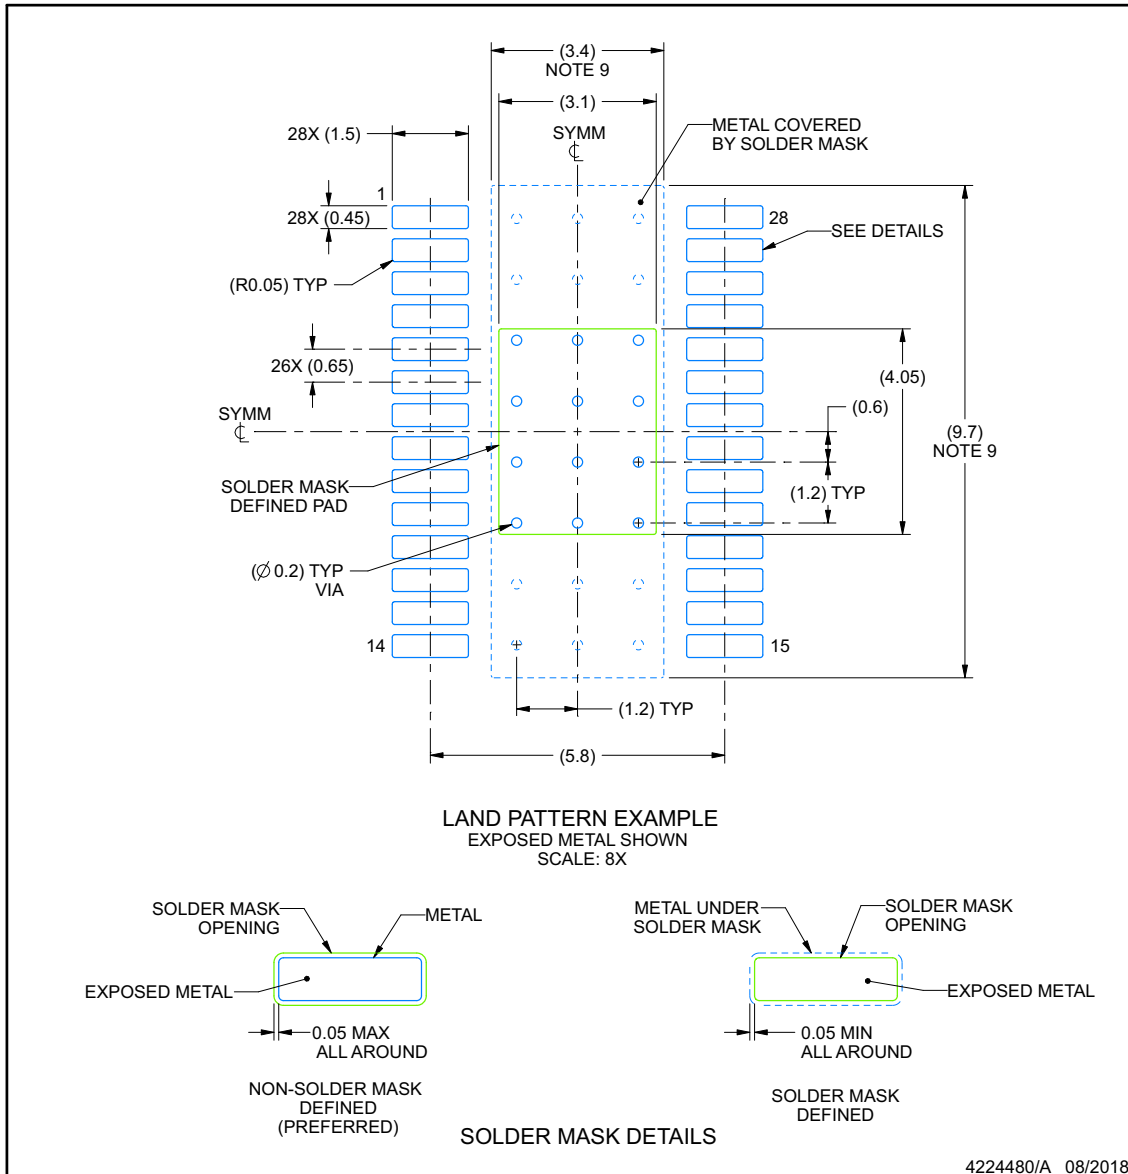 (3.4)
NOTE 9
(3.1)
SYMM
℄
METAL COVERED
BY SOLDER MASK
28X (1.5)
1
28X (0.45)
28
SEE DETAILS
(R0.05) TYP
26X (0.65)
(4.05)
(0.6)
SYMM
℄
(9.7)
NOTE 9
SOLDER MASK
DEFINED PAD
(1.2) TYP
(∅ 0.2) TYP
VIA
14
15
(1.2) TYP
(5.8)
LAND PATTERN EXAMPLE
EXPOSED METAL SHOWN
SCALE: 8X
SOLDER MASK
OPENING
METAL
EXPOSED METAL
0.05 MAX
ALL AROUND
NON-SOLDER MASK
DEFINED
(PREFERRED)
METAL UNDER
SOLDER MASK
SOLDER MASK
OPENING
EXPOSED METAL
0.05 MIN
ALL AROUND
SOLDER MASK
DEFINED
SOLDER MASK DETAILS
4224480/A 08/2018